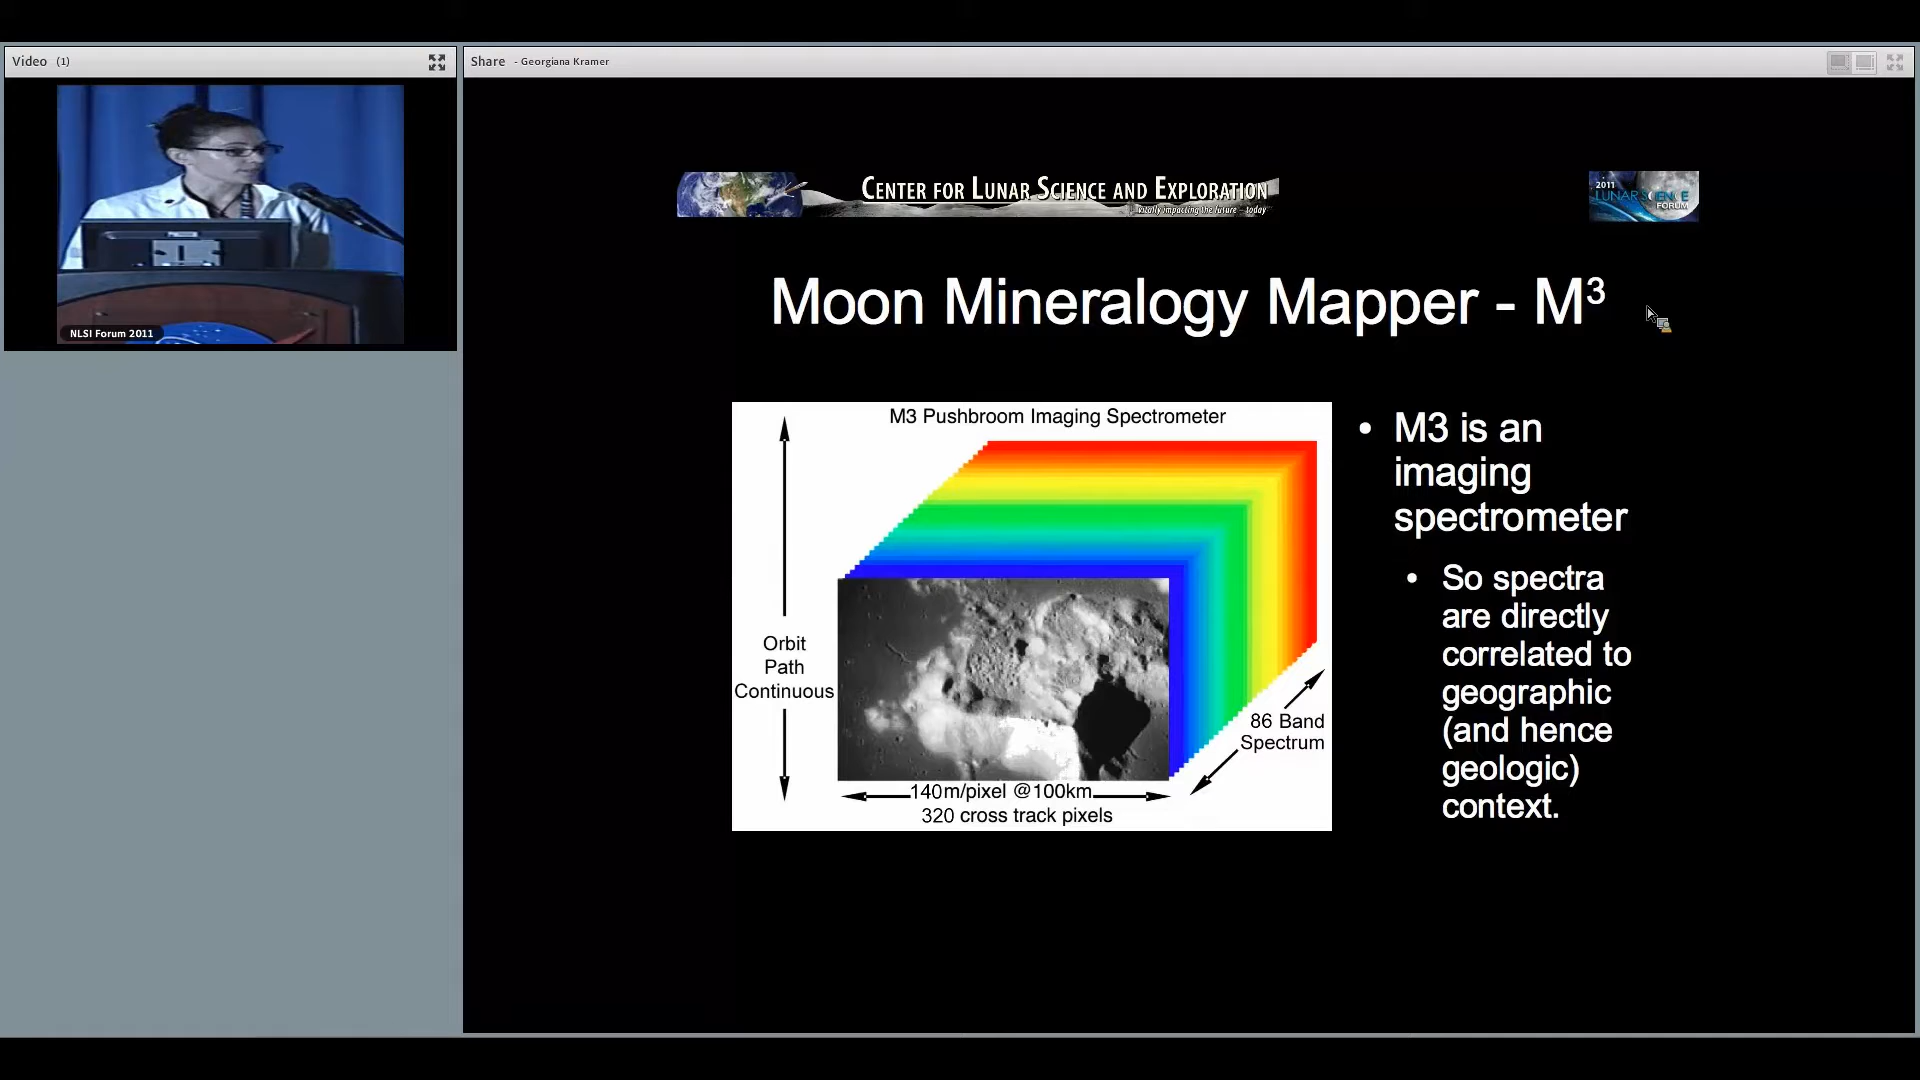 Video (1)
Share - Georgiana Kramer
NLSI Forum 2011
CENTER FOR LUNAR SCIENCE AND EXPLORATION
vitally impacting the future - today
2011
LUNAR SCIENCE
FORUM
Moon Mineralogy Mapper - M³
M3 Pushbroom Imaging Spectrometer
Orbit
Path
Continuous
86 Band
Spectrum
140m/pixel @100km
320 cross track pixels
• M3 is an
imaging
spectrometer
• So spectra
are directly
correlated to
geographic
(and hence
geologic)
context.